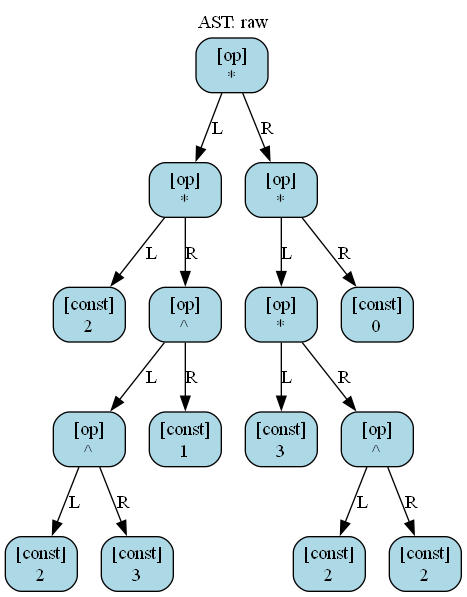 AST: raw
[op]
*
L
R
[op]
*
[op]
*
L
R
L
R
[const]
2
[op]
^
[op]
*
[const]
0
L
R
L
R
[op]
^
[const]
1
[const]
3
[op]
^
L
R
L
R
[const]
2
[const]
3
[const]
2
[const]
2